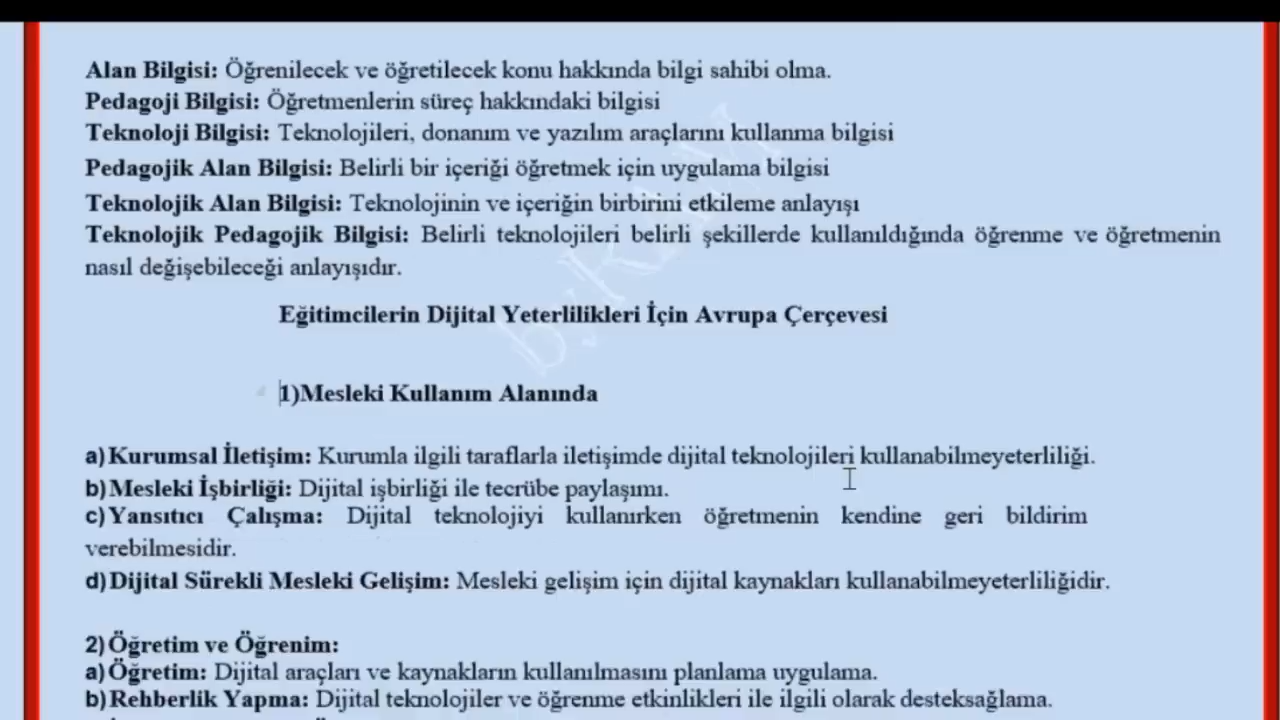 Alan Bilgisi: Öğrenilecek ve öğretilecek konu hakkında bilgi sahibi olma.
Pedagoji Bilgisi: Öğretmenlerin süreç hakkındaki bilgisi
Teknoloji Bilgisi: Teknolojileri, donanım ve yazılım araçlarını kullanma bilgisi
Pedagojik Alan Bilgisi: Belirli bir içeriği öğretmek için uygulama bilgisi
Teknolojik Alan Bilgisi: Teknolojinin ve içeriğin birbirini etkileme anlayışı
Teknolojik Pedagojik Bilgisi: Belirli teknolojileri belirli şekillerde kullanıldığında öğrenme ve öğretmenin
nasıl değişebileceği anlayışıdır.
Eğitimcilerin Dijital Yeterlilikleri İçin Avrupa Çerçevesi
1)Mesleki Kullanım Alanında
a)Kurumsal İletişim: Kurumla ilgili taraflarla iletişimde dijital teknolojileri kullanabilmeyeterliliği.
b)Mesleki İşbirliği: Dijital işbirliği ile tecrübe paylaşımı.
c)Yansıtıcı Çalışma: Dijital teknolojiyi kullanırken öğretmenin kendine geri bildirim
verebilmesidir.
d)Dijital Sürekli Mesleki Gelişim: Mesleki gelişim için dijital kaynakları kullanabilmeyeterliliğidir.
2)Öğretim ve Öğrenim:
a)Öğretim: Dijital araçları ve kaynakların kullanılmasını planlama uygulama.
b)Rehberlik Yapma: Dijital teknolojiler ve öğrenme etkinlikleri ile ilgili olarak desteksağlama.